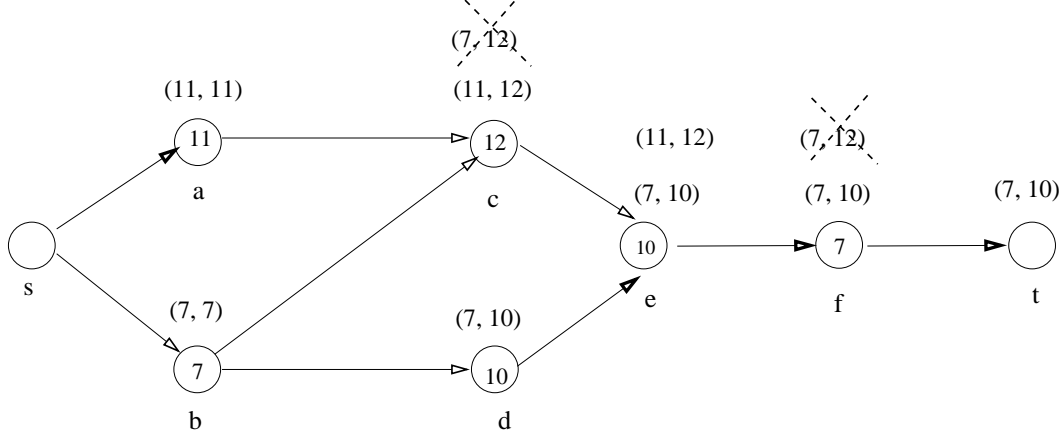 (7, 12)
(11, 11)
(11, 12)
11
12
(11, 12)
(7, 12)
a
c
(7, 10)
(7, 10)
(7, 10)
10
7
s
e
f
t
(7, 7)
(7, 10)
7
10
b
d